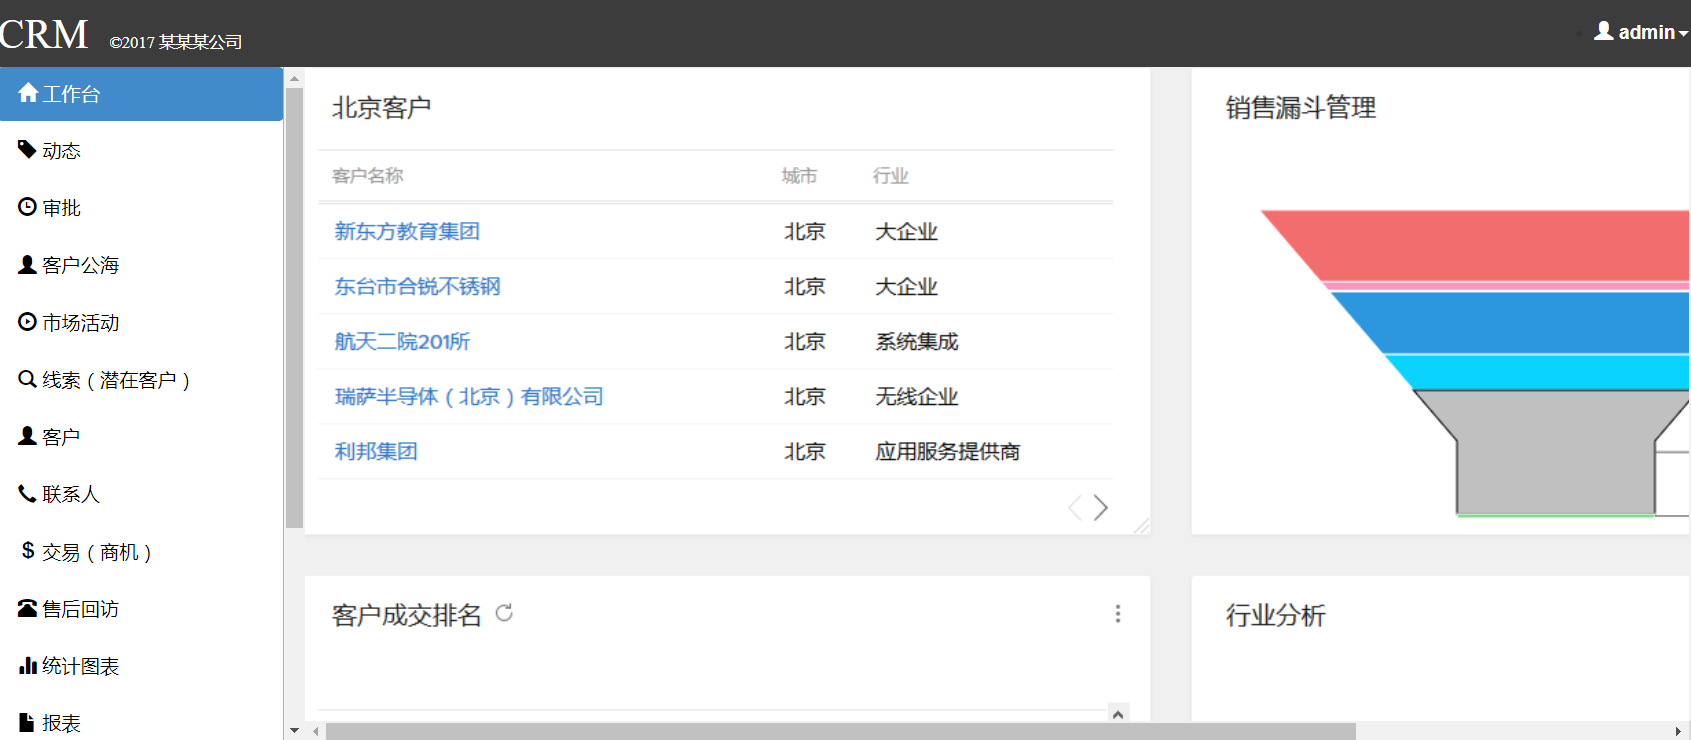 CRM ©2017 某某某公司
admin
工作台
动态
审批
客户公海
市场活动
线索（潜在客户）
客户
联系人
交易（商机）
售后回访
统计图表
报表
北京客户
客户名称 城市 行业
新东方教育集团 北京 大企业
东台市合锐不锈钢 北京 大企业
航天二院201所 北京 系统集成
瑞萨半导体（北京）有限公司 北京 无线企业
利邦集团 北京 应用服务提供商
销售漏斗管理
客户成交排名
行业分析